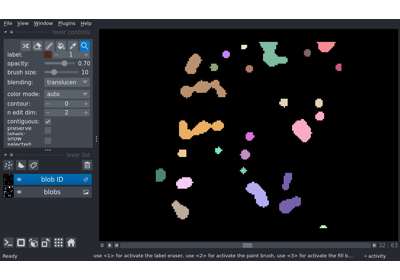 File View Window Plugins Help
layer controls
label: 1
opacity: 0.70
brush size: 10
blending: translucen
color mode: auto
contour: 0
n edit dim: 2
contiguous:
preserve labels:
show selected:
layer list
blob ID
blobs
32 63
Ready
use <1> for activate the label eraser, use <2> for activate the paint brush, use <3> for activate the fill b...
activity